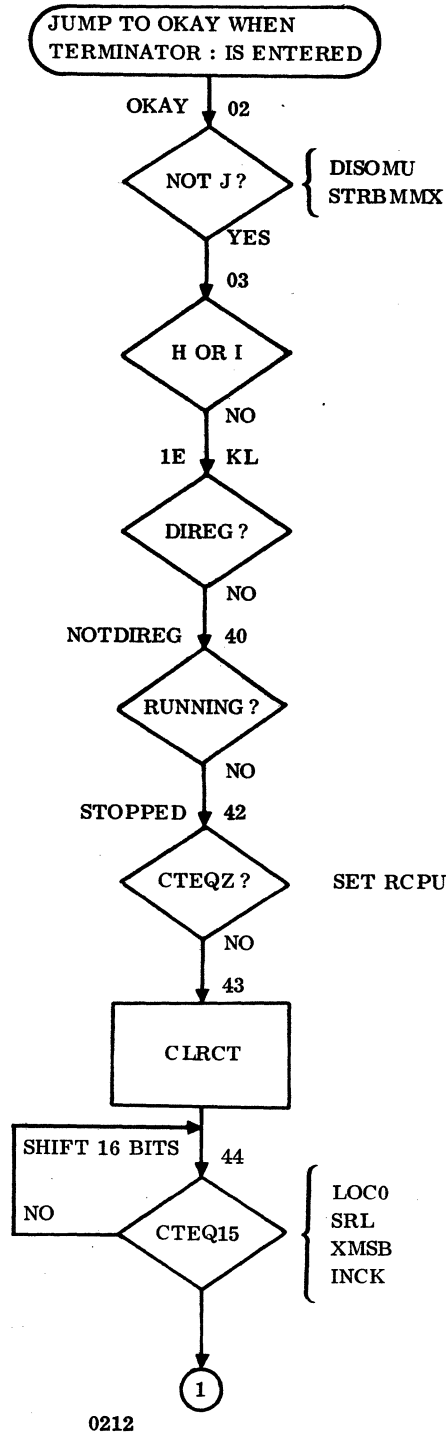 JUMP TO OKAY WHEN
TERMINATOR : IS ENTERED
OKAY 02
NOT J ?
DISOMU
STRBMMX
YES
03
H OR I
NO
1E KL
DIREG ?
NO
NOTDIREG 40
RUNNING ?
NO
STOPPED 42
CTEQZ ?
SET RCPU
NO
43
CLRCT
SHIFT 16 BITS
44
NO
CTEQ15
LOC0
SRL
XMSB
INCK
1
0212